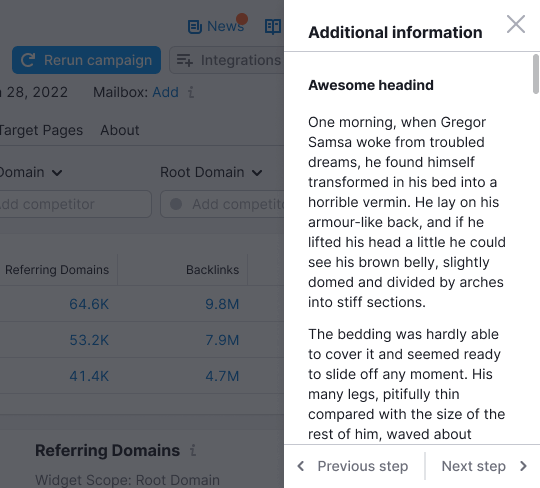 News
Rerun campaign
Integrations
28, 2022 Mailbox: Add
Target Pages About
Domain Root Domain
Add competitor Add competito
Referring Domains Backlinks
64.6K 9.8M
53.2K 7.9M
41.4K 4.7M
Referring Domains
Widget Scope: Root Domain
Additional information
Awesome headind
One morning, when Gregor
Samsa woke from troubled
dreams, he found himself
transformed in his bed into a
horrible vermin. He lay on his
armour-like back, and if he
lifted his head a little he could
see his brown belly, slightly
domed and divided by arches
into stiff sections.
The bedding was hardly able
to cover it and seemed ready
to slide off any moment. His
many legs, pitifully thin
compared with the size of the
rest of him, waved about
Previous step Next step